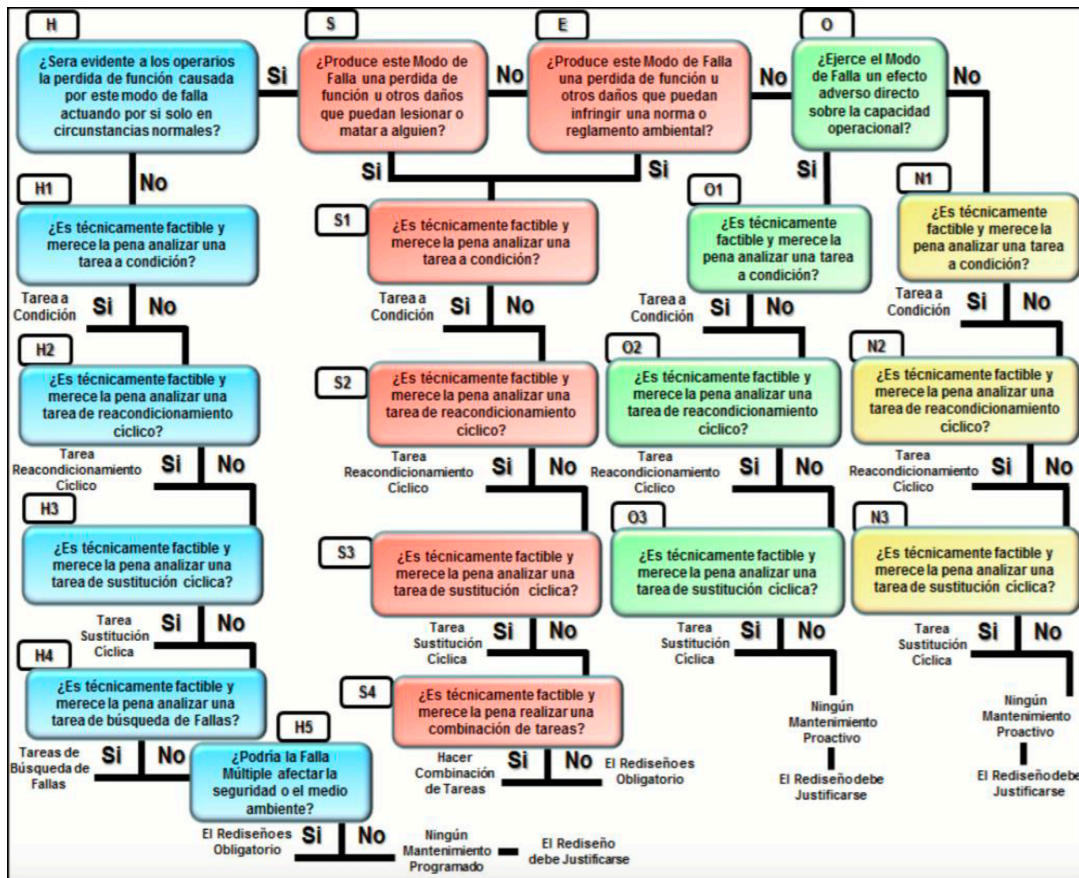 H
¿Sera evidente a los operarios
la perdida de función causada
por este modo de falla
actuando por si solo en
circunstancias normales?
Si
No
S
¿Produce este Modo de
Falla una perdida de
función u otros daños
que puedan lesionar o
matar a alguien?
No
Si
E
¿Produce este Modo de Falla
una perdida de función u
otros daños que puedan
infringir una norma o
reglamento ambiental?
No
Si
O
¿Ejerce el Modo
de Falla un efecto
adverso directo
sobre la capacidad
operacional?
No
Si
H1
¿Es técnicamente factible y
merece la pena analizar una
tarea a condición?
Tarea a
Condición
Si
No
S1
¿Es técnicamente factible y
merece la pena analizar una
tarea a condición?
Tarea a
Condición
Si
No
O1
¿Es técnicamente
factible y merece la
pena analizar una tarea
a condición?
Tarea a
Condición
Si
No
N1
¿Es técnicamente
factible y merece la
pena analizar una tarea
a condición?
Tarea a
Condición
Si
No
H2
¿Es técnicamente factible y
merece la pena analizar una
tarea de reacondicionamiento
cíclico?
Tarea
Reacondicionamiento
Cíclico
Si
No
S2
¿Es técnicamente factible y
merece la pena analizar una
tarea de reacondicionamiento
cíclico?
Tarea
Reacondicionamiento
Cíclico
Si
No
O2
¿Es técnicamente factible y
merece la pena analizar una
tarea de reacondicionamiento
cíclico?
Tarea
Reacondicionamiento
Cíclico
Si
No
N2
¿Es técnicamente factible y
merece la pena analizar una
tarea de reacondicionamiento
cíclico?
Tarea
Reacondicionamiento
Cíclico
Si
No
H3
¿Es técnicamente factible y
merece la pena analizar una
tarea de sustitución cíclica?
Tarea
Sustitución
Cíclica
Si
No
S3
¿Es técnicamente factible y
merece la pena analizar una
tarea de sustitución cíclica?
Tarea
Sustitución
Cíclica
Si
No
O3
¿Es técnicamente factible y
merece la pena analizar una
tarea de sustitución cíclica?
Tarea
Sustitución
Cíclica
Si
No
Ningún
Mantenimiento
Proactivo
El Rediseño debe
Justificarse
N3
¿Es técnicamente factible y
merece la pena analizar una
tarea de sustitución cíclica?
Tarea
Sustitución
Cíclica
Si
No
Ningún
Mantenimiento
Proactivo
El Rediseño debe
Justificarse
H4
¿Es técnicamente factible y
merece la pena analizar una
tarea de búsqueda de Fallas?
Tareas de
Búsqueda de
Fallas
Si
No
S4
¿Es técnicamente factible y
merece la pena realizar una
combinación de tareas?
Hacer
Combinación
de Tareas
Si
No
El Rediseño es
Obligatorio
H5
¿Podría la Falla
Múltiple afectar la
seguridad o el medio
ambiente?
El Rediseño es
Obligatorio
Si
No
Ningún
Mantenimiento
Programado
El Rediseño
debe Justificarse